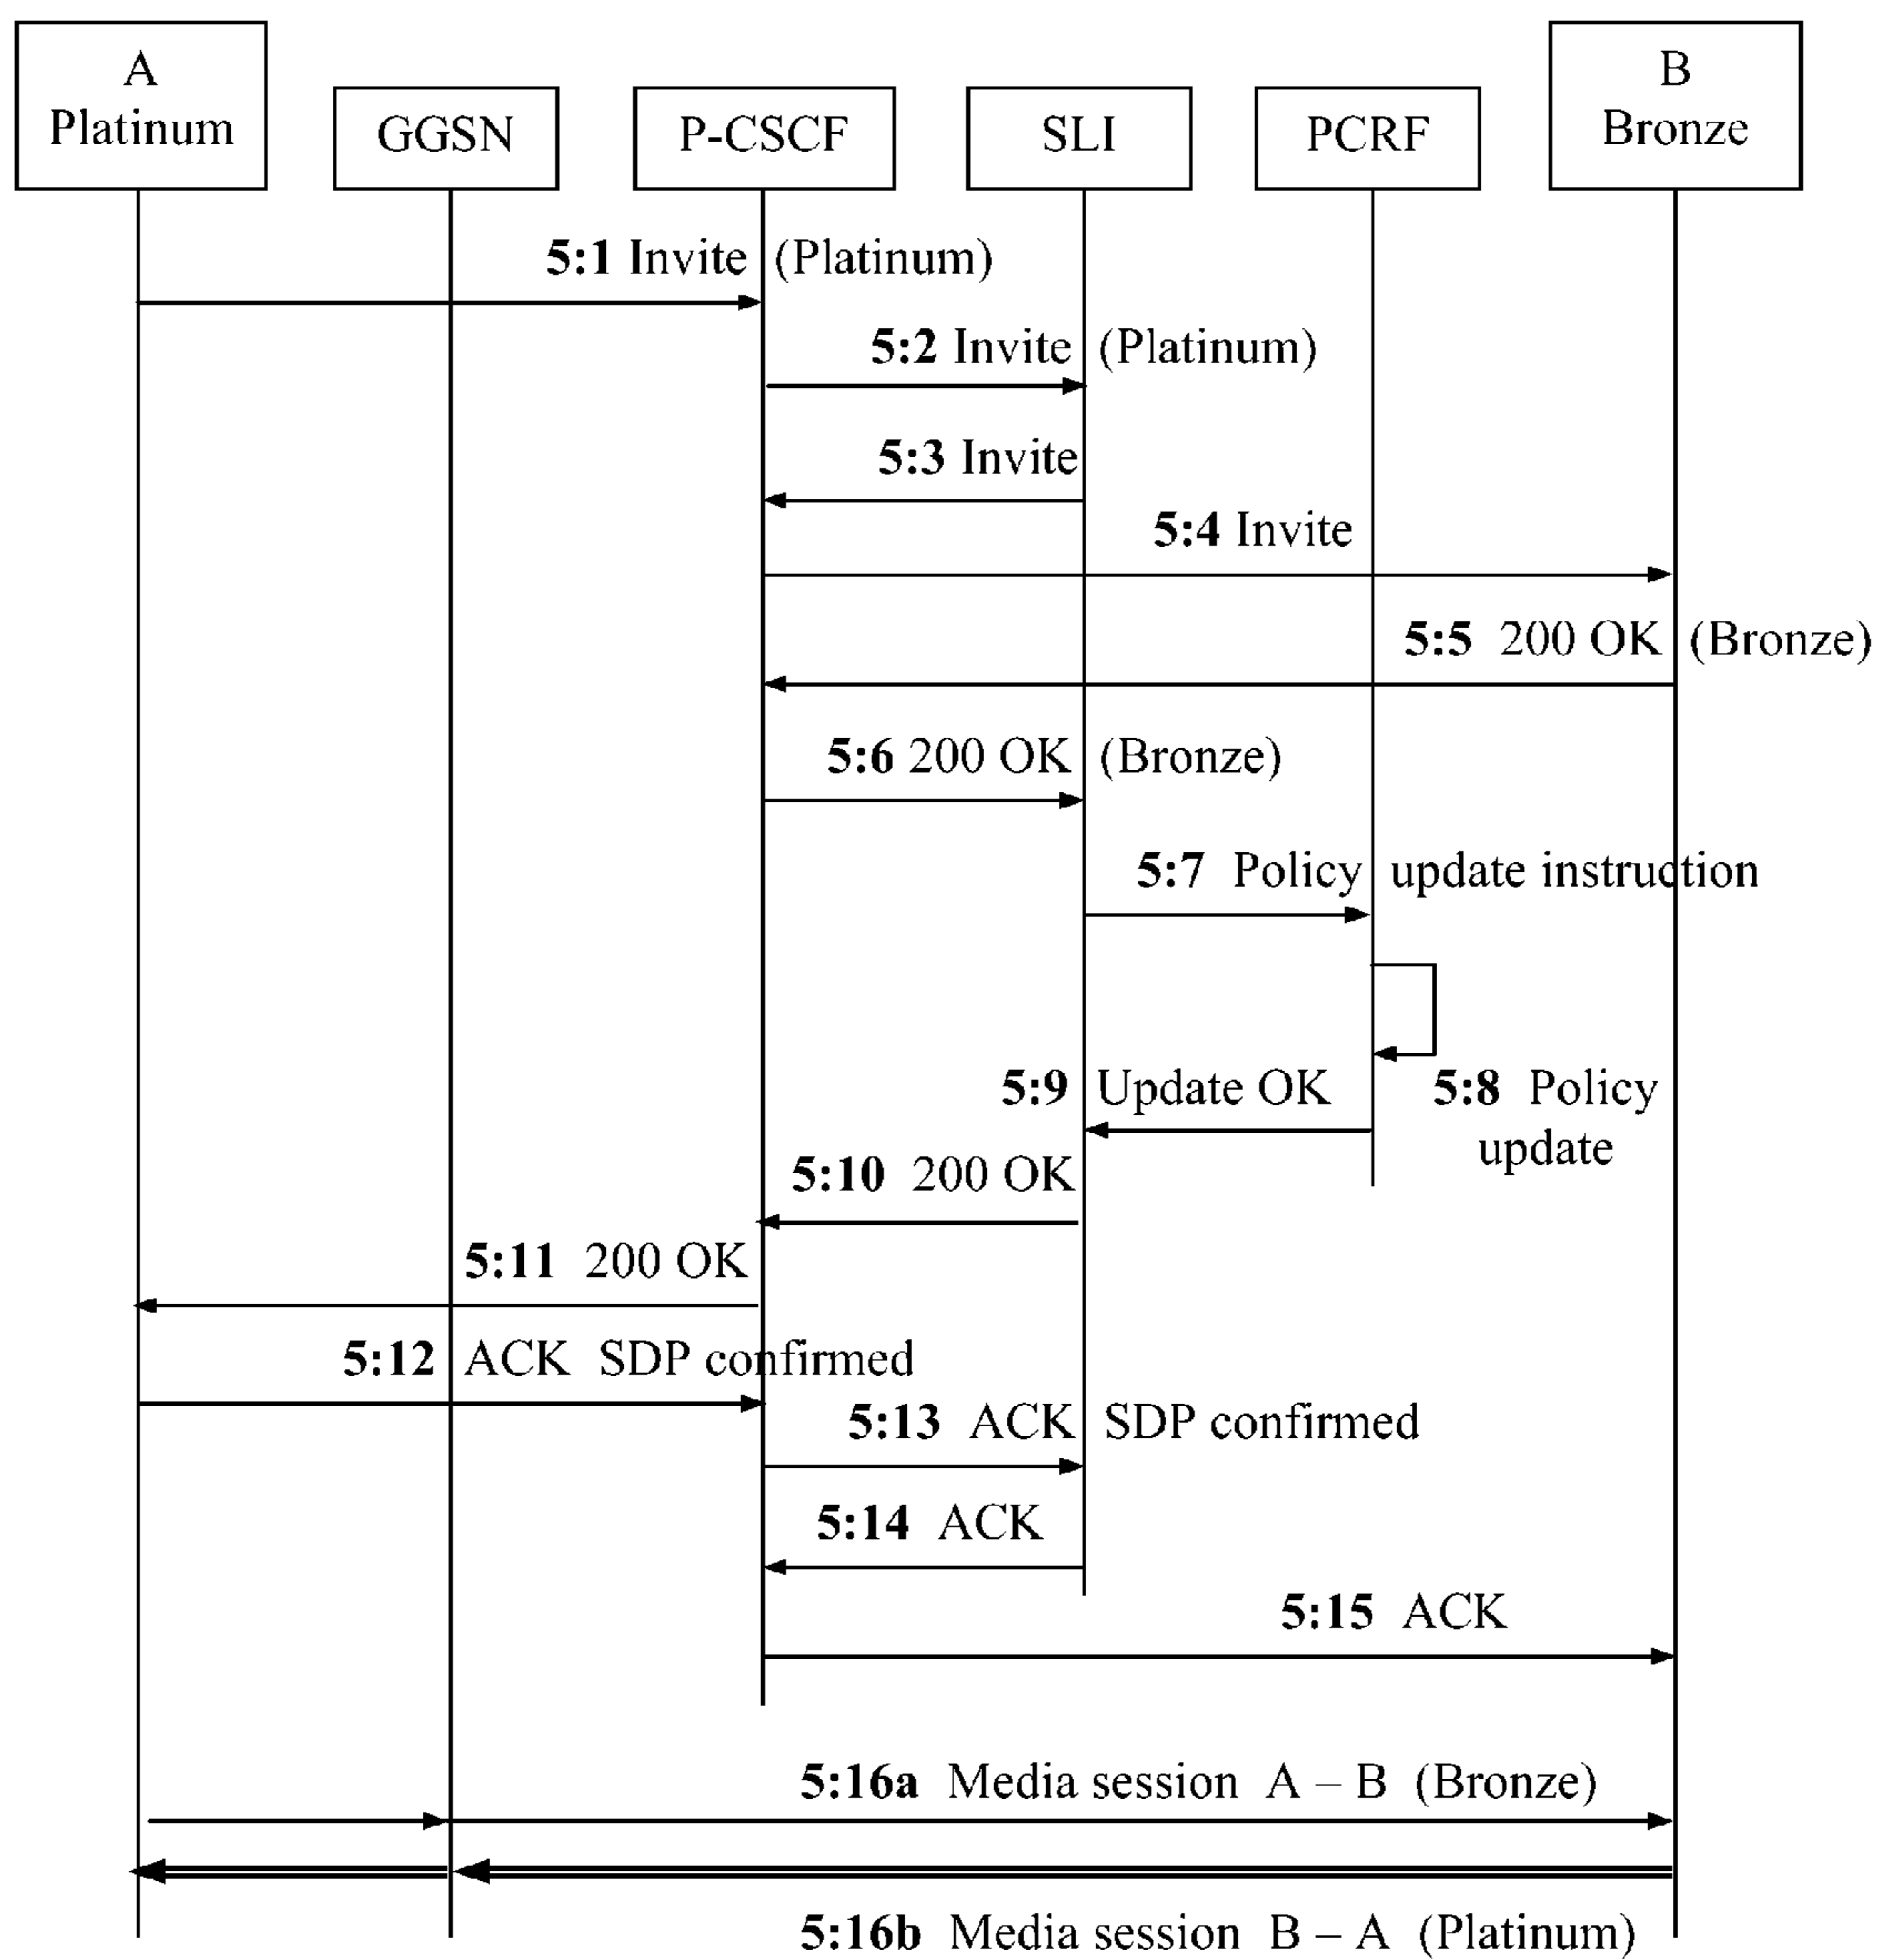 A
Platinum
GGSN
P-CSCF
SLI
PCRF
B
Bronze
5:1 Invite (Platinum)
5:2 Invite (Platinum)
5:3 Invite
5:4 Invite
5:5 200 OK (Bronze)
5:6 200 OK (Bronze)
5:7 Policy update instruction
5:9 Update OK
5:8 Policy
update
5:10 200 OK
5:11 200 OK
5:12 ACK SDP confirmed
5:13 ACK SDP confirmed
5:14 ACK
5:15 ACK
5:16a Media session A – B (Bronze)
5:16b Media session B – A (Platinum)